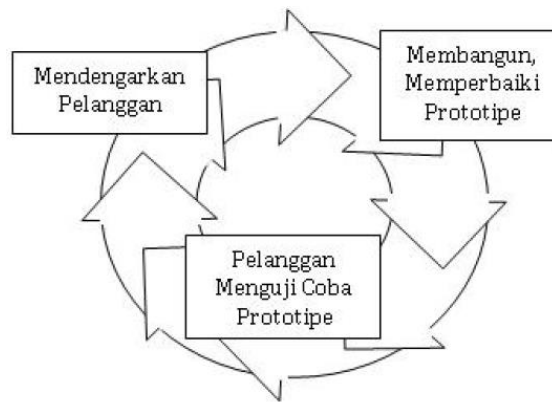 Mendengarkan
Pelanggan
Membangun,
Memperbaiki
Prototipe
Pelanggan
Menguji Coba
Prototipe